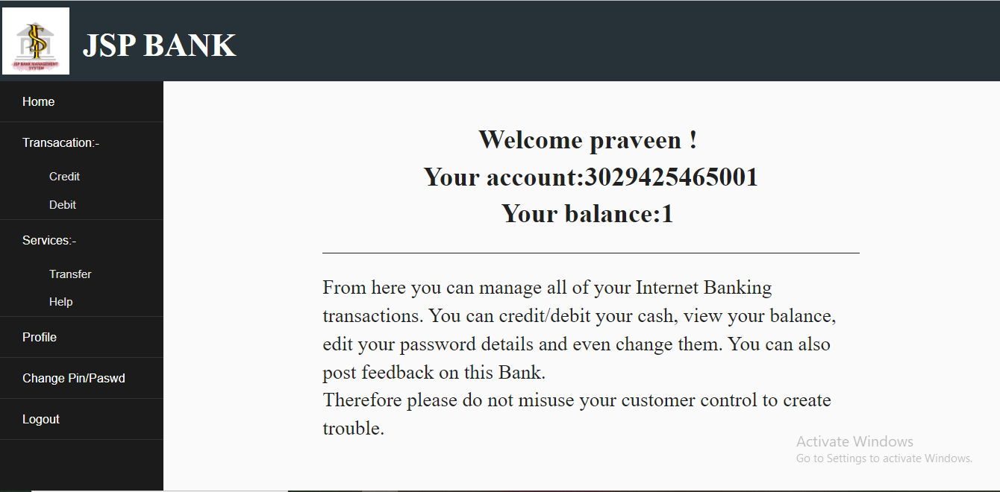 JSP BANK MANAGEMENT
SYSTEM
JSP BANK
Home
Transacation:-
Credit
Debit
Services:-
Transfer
Help
Profile
Change Pin/Paswd
Logout
Welcome praveen !
Your account:3029425465001
Your balance:1
From here you can manage all of your Internet Banking
transactions. You can credit/debit your cash, view your balance,
edit your password details and even change them. You can also
post feedback on this Bank.
Therefore please do not misuse your customer control to create
trouble.
Activate Windows
Go to Settings to activate Windows.